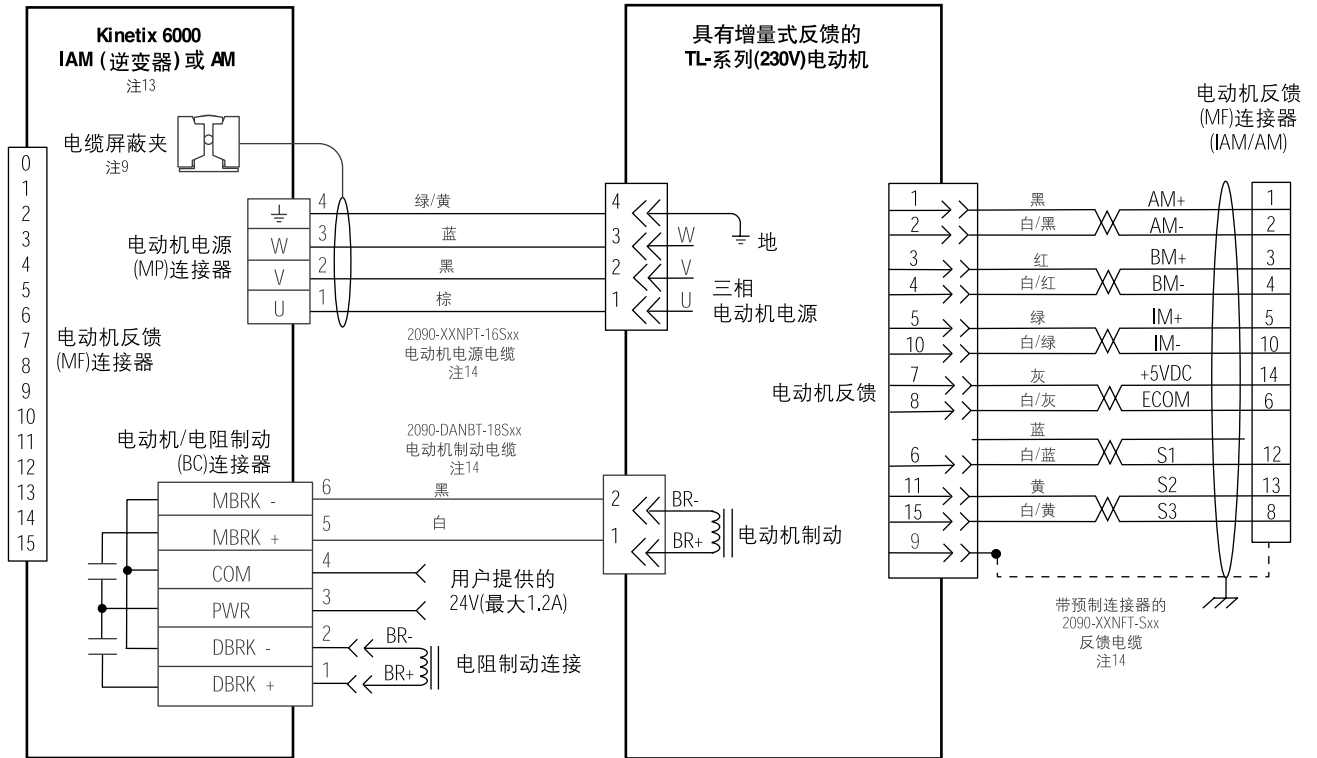 Kinetix 6000
IAM (逆变器) 或 AM
注13
电缆屏蔽夹
注9
0
1
2
3
4
5
6
7
8
9
10
11
12
13
14
15
电动机电源
(MP)连接器
W
V
U
4
3
2
1
绿/黄
蓝
黑
棕
2090-XXNPT-16Sxx
电动机电源电缆
注14
电动机反馈
(MF)连接器
2090-DANBT-18Sxx
电动机制动电缆
注14
电动机/电阻制动
(BC)连接器
MBRK -
MBRK +
COM
PWR
DBRK -
DBRK +
6
5
4
3
2
1
黑
白
用户提供的
24V(最大1.2A)
BR-
BR+
电阻制动连接
具有增量式反馈的
TL-系列(230V)电动机
4
3
2
1
地
W
V
U
三相
电动机电源
2
1
BR-
BR+
电动机制动
电动机反馈
电动机反馈
(MF)连接器
(IAM/AM)
1 黑 AM+ 1
2 白/黑 AM- 2
3 红 BM+ 3
4 白/红 BM- 4
5 绿 IM+ 5
10 白/绿 IM- 10
7 灰 +5VDC 14
8 白/灰 ECOM 6
蓝
6 白/蓝 S1 12
11 黄 S2 13
15 白/黄 S3 8
9
带预制连接器的
2090-XXNFT-Sxx
反馈电缆
注14